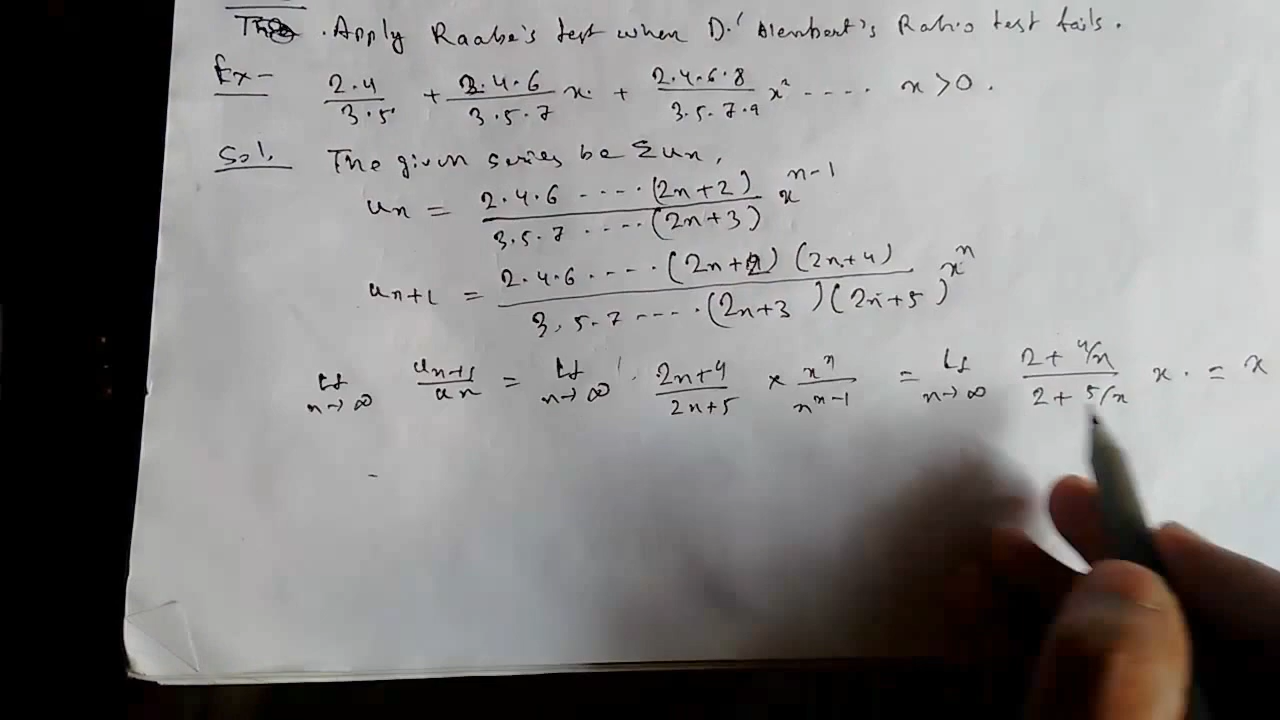 . Apply Raabe's test when D.' Alembert's Ratio test fails.
Ex- 2.4/3.5 + 2.4.6/3.5.7 x. + 2.4.6.8/3.5.7.9 x² ---- x > 0.
Sol. The given series be Σun,
un = 2.4.6 ---- (2n+2)/3.5.7 ---- (2n+3) x^n-1
un+1 = 2.4.6 ---- (2n+2) (2n+4)/3.5.7 ---- (2n+3) (2n+5) x^n
Lt n→∞ un+1/un = Lt n→∞ 2n+4/2n+5 × x^n/x^n-1 = Lt n→∞ 2+4/n/2+5/n x. = x